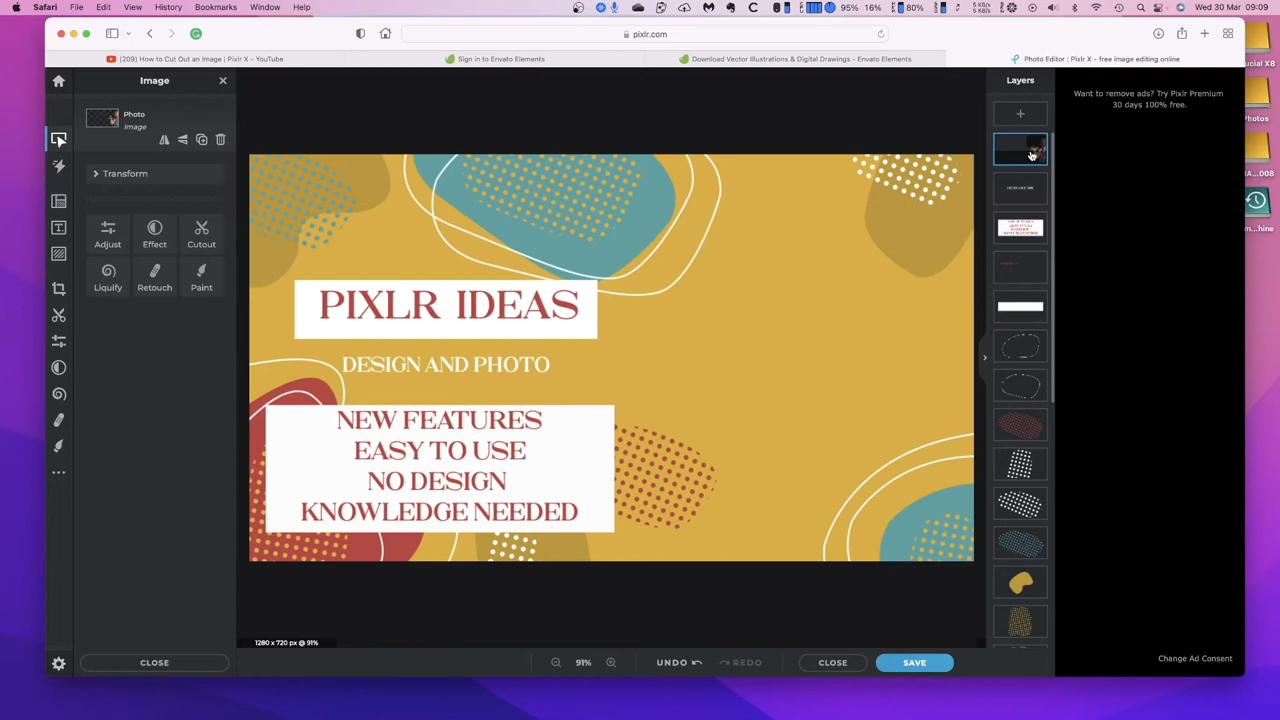 Safari File Edit View History Bookmarks Window Help
95% 16% 80% Wed 30 Mar 09:09
pixlr.com
(209) How to Cut Out an Image | Pixlr X - YouTube
Sign in to Envato Elements
Download Vector Illustrations & Digital Drawings - Envato Elements
Photo Editor : Pixlr X - free image editing online
Image
Layers
Want to remove ads? Try Pixlr Premium
30 days 100% free.
Photo
Image
Transform
Adjust Effect Cutout
Liquify Retouch Paint
PIXLR IDEAS
DESIGN AND PHOTO
NEW FEATURES
EASY TO USE
NO DESIGN
KNOWLEDGE NEEDED
1280 x 720 px @ 91%
CLOSE
91%
UNDO
REDO
CLOSE
SAVE
Change Ad Consent
ucial X8
Photos